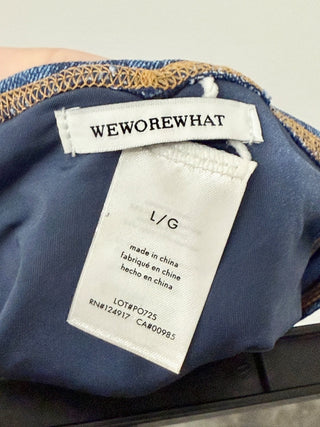 WEWOREWHAT
L/G
made in china
fabriqué en chine
hecho en china
LOT#PO725
RN#124917 CA#00985